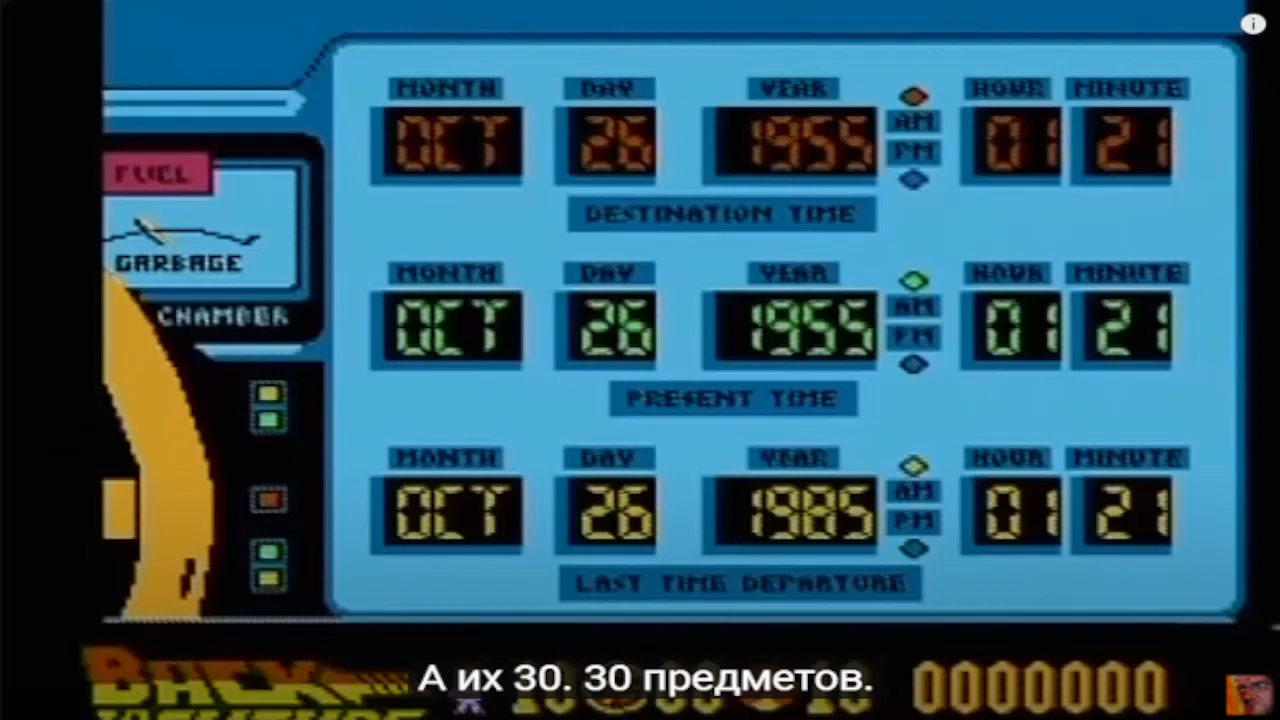 MONTH DAY YEAR HOUR MINUTE
OCT 26 1955 AM PM 01 21
DESTINATION TIME
FUEL
GARBAGE
CHAMBER
MONTH DAY YEAR HOUR MINUTE
OCT 26 1955 AM PM 01 21
PRESENT TIME
MONTH DAY YEAR HOUR MINUTE
OCT 26 1985 AM PM 01 21
LAST TIME DEPARTURE
BACK
А их 30. 30 предметов.
0000000